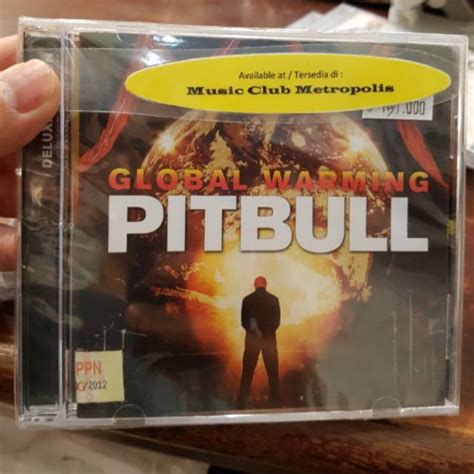 Available at / Tersedia di :
Music Club Metropolis
GLOBAL WARMING
PITBULL
DELUXE
PPN
/2012